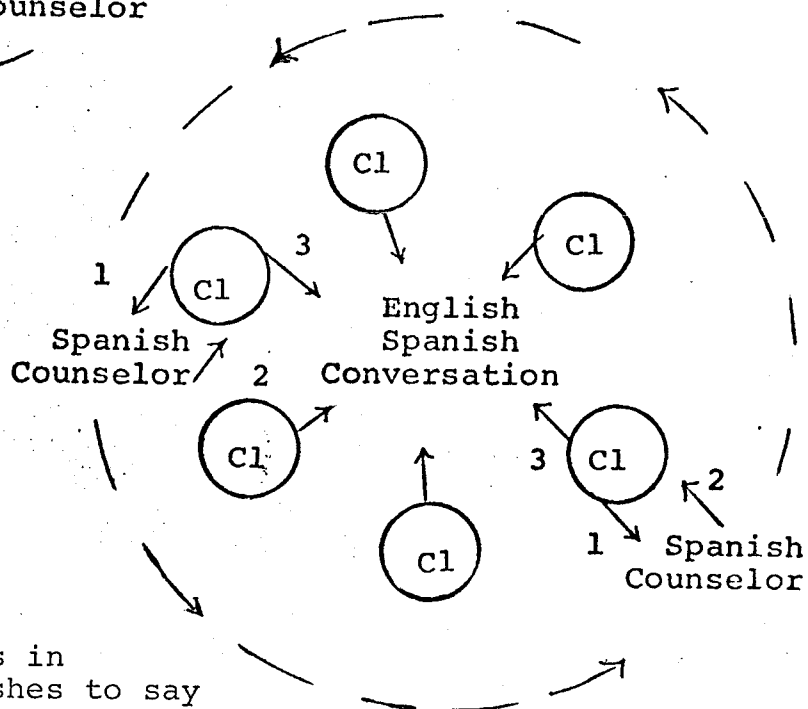 ounselor
Cl
Cl
3
1
Cl
English
Spanish
Conversation
Spanish
Counselor
2
Cl
3
Cl
2
1
Spanish
Counselor
Cl
s in
shes to say